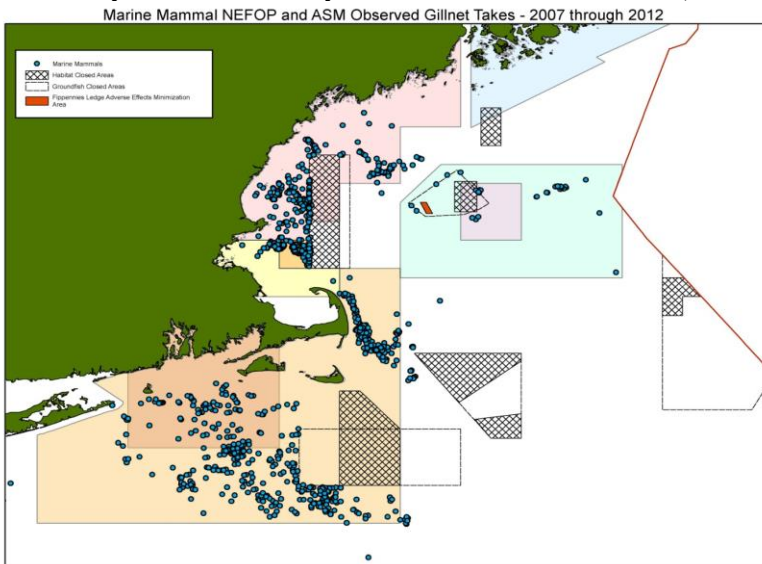 Marine Mammal NEFOP and ASM Observed Gillnet Takes - 2007 through 2012
Marine Mammals
Habitat Closed Areas
Groundfish Closed Areas
Fippennies Ledge Adverse Effects Minimization
Area